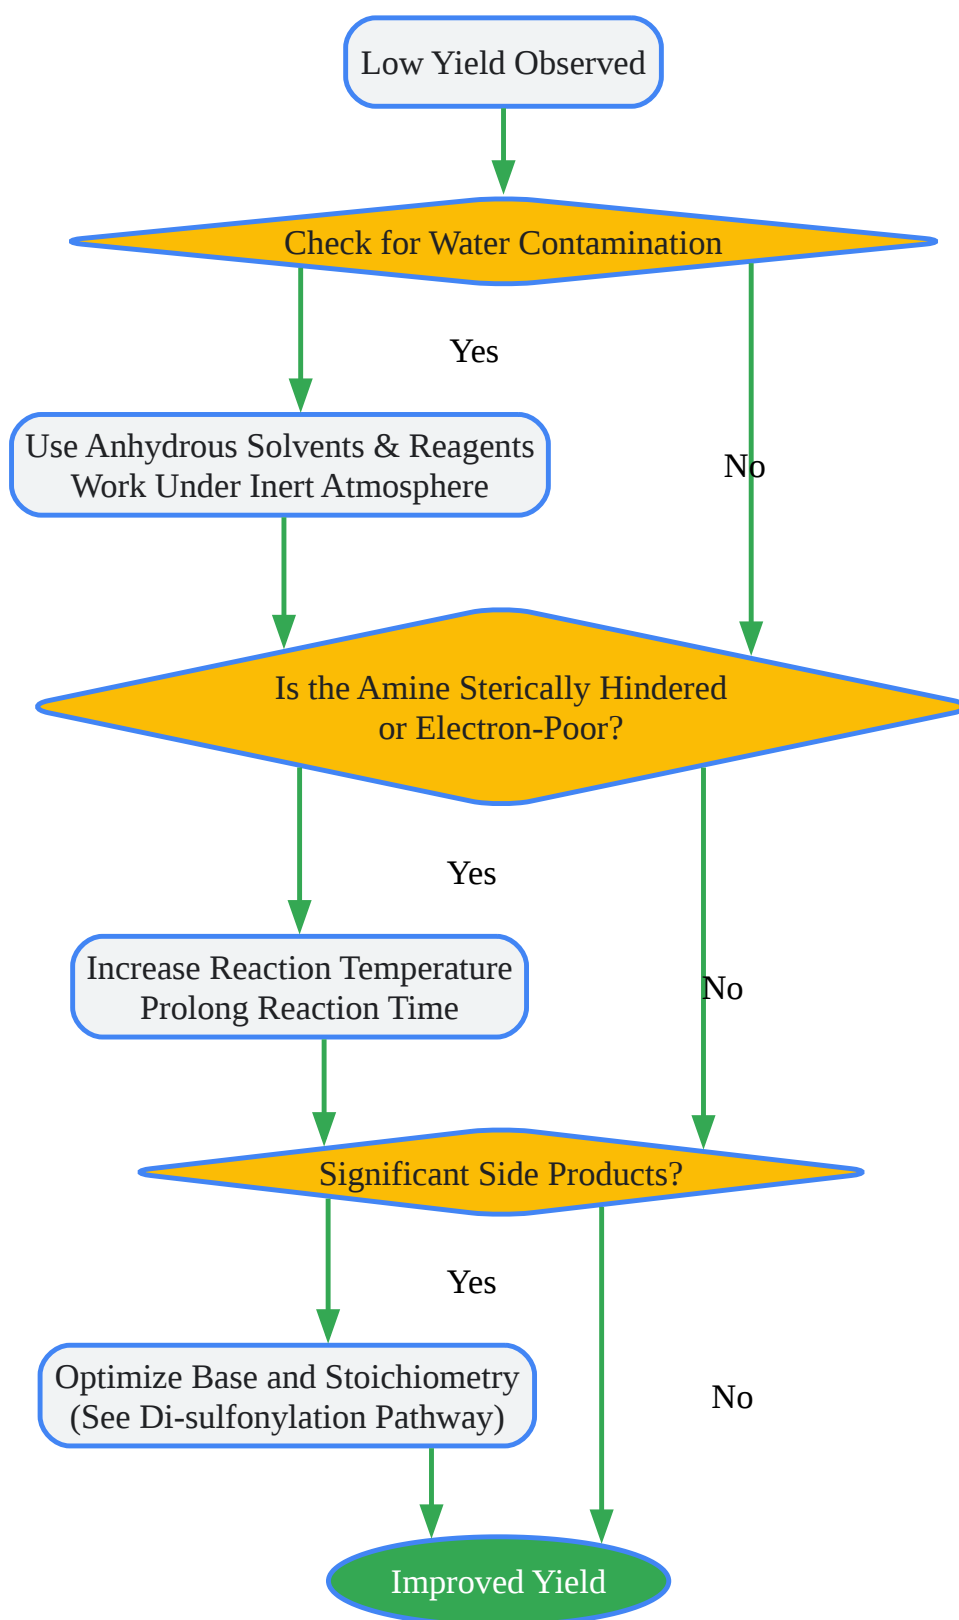 Low Yield Observed
Check for Water Contamination
Yes
Use Anhydrous Solvents & Reagents
Work Under Inert Atmosphere
No
Is the Amine Sterically Hindered
or Electron-Poor?
Yes
Increase Reaction Temperature
Prolong Reaction Time
No
Significant Side Products?
Yes
Optimize Base and Stoichiometry
(See Di-sulfonylation Pathway)
No
Improved Yield